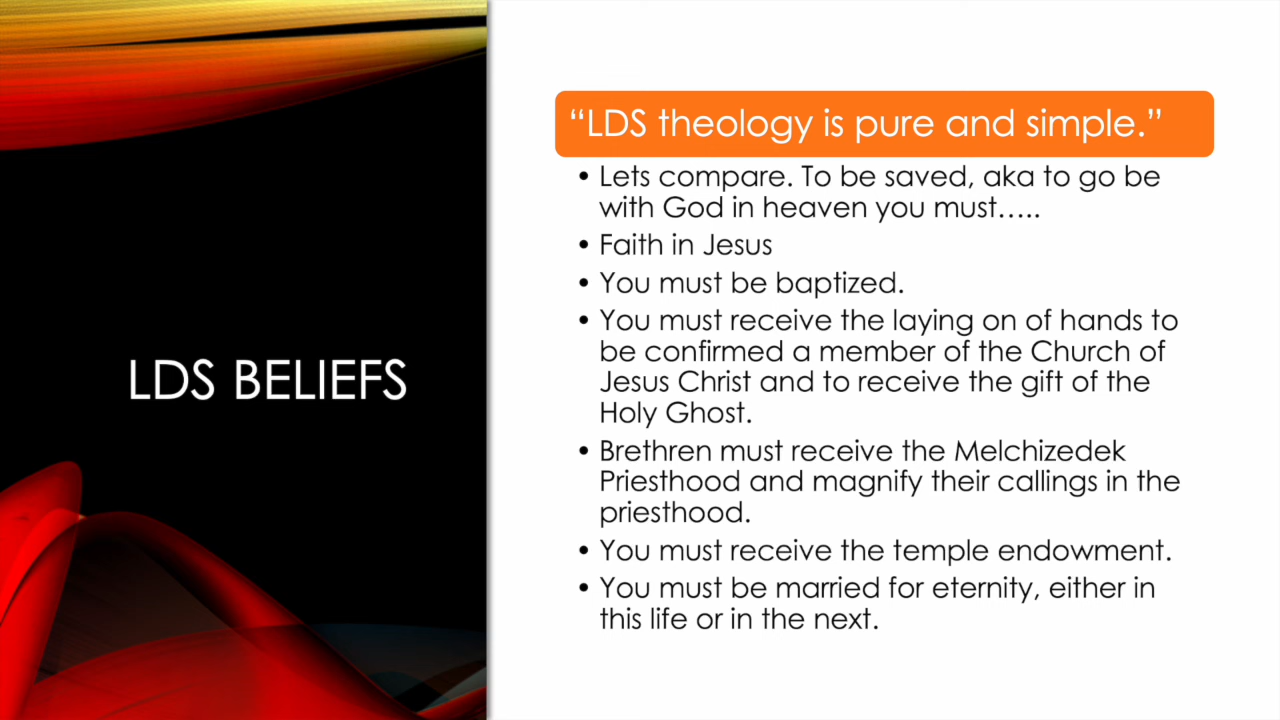 LDS BELIEFS
“LDS theology is pure and simple.”
• Lets compare. To be saved, aka to go be
with God in heaven you must…..
• Faith in Jesus
• You must be baptized.
• You must receive the laying on of hands to
be confirmed a member of the Church of
Jesus Christ and to receive the gift of the
Holy Ghost.
• Brethren must receive the Melchizedek
Priesthood and magnify their callings in the
priesthood.
• You must receive the temple endowment.
• You must be married for eternity, either in
this life or in the next.